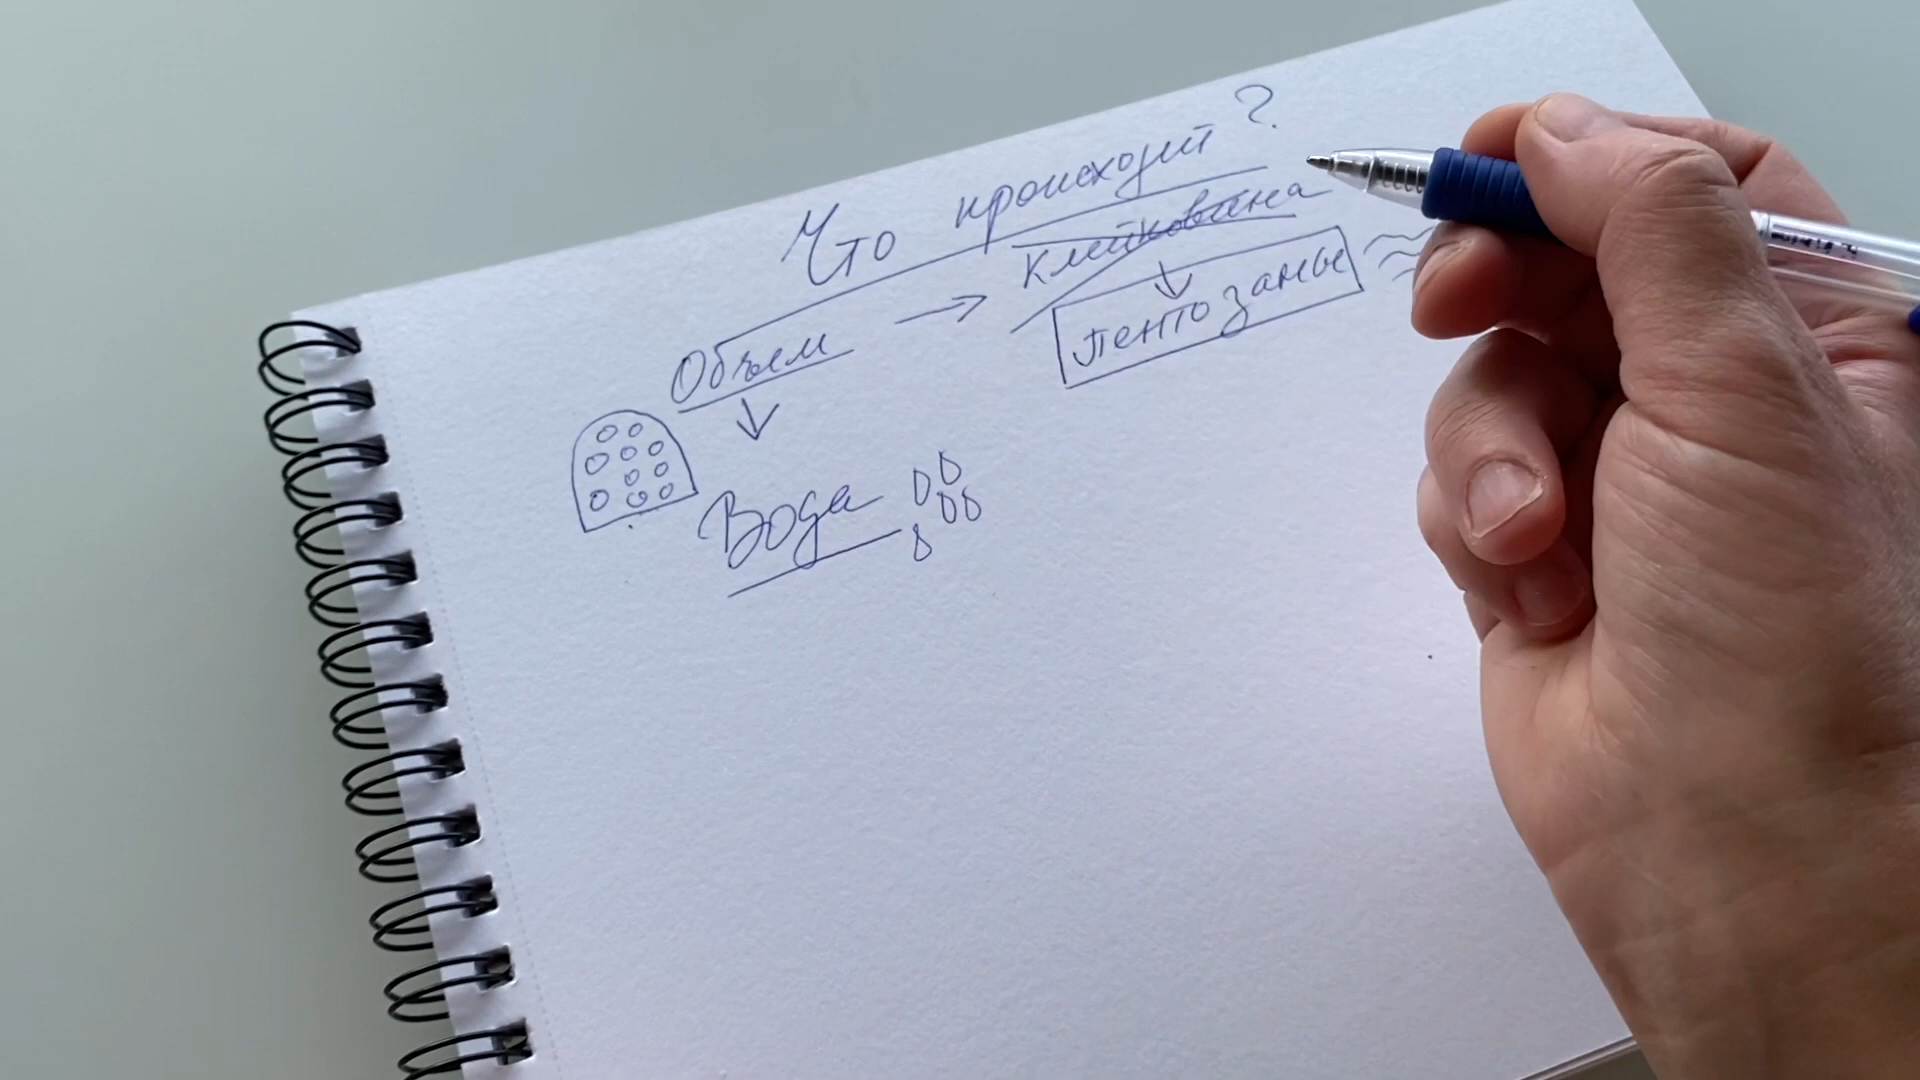 Что происходит?
Объем → Клейковина
Пентозаны
Вода